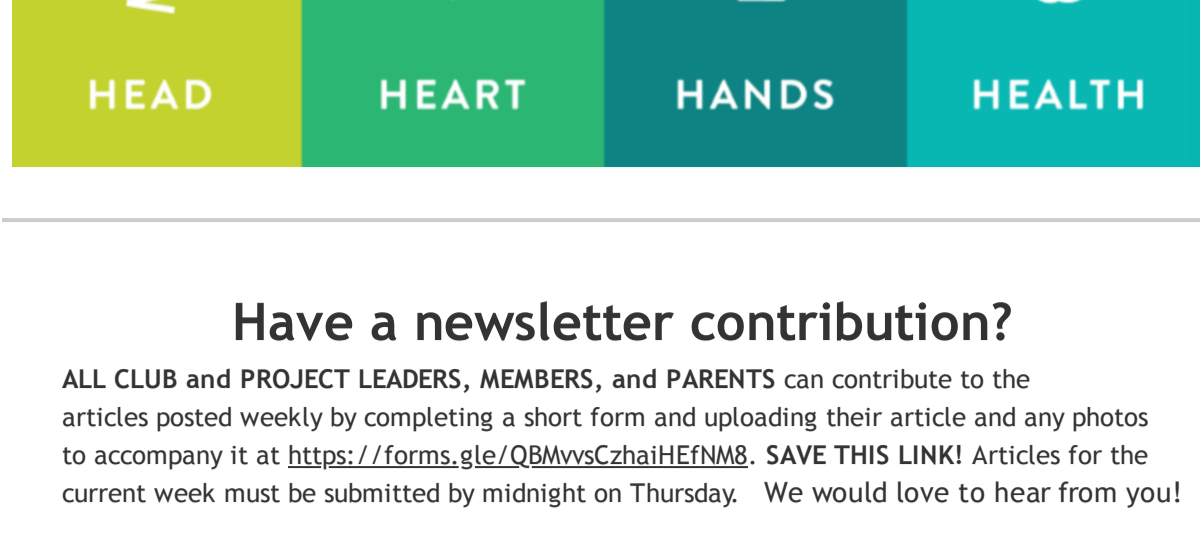 HEAD HEART HANDS HEALTH
Have a newsletter contribution?
ALL CLUB and PROJECT LEADERS, MEMBERS, and PARENTS can contribute to the
articles posted weekly by completing a short form and uploading their article and any photos
to accompany it at https://forms.gle/QBMvvsCzhaiHEfNM8. SAVE THIS LINK! Articles for the
current week must be submitted by midnight on Thursday. We would love to hear from you!